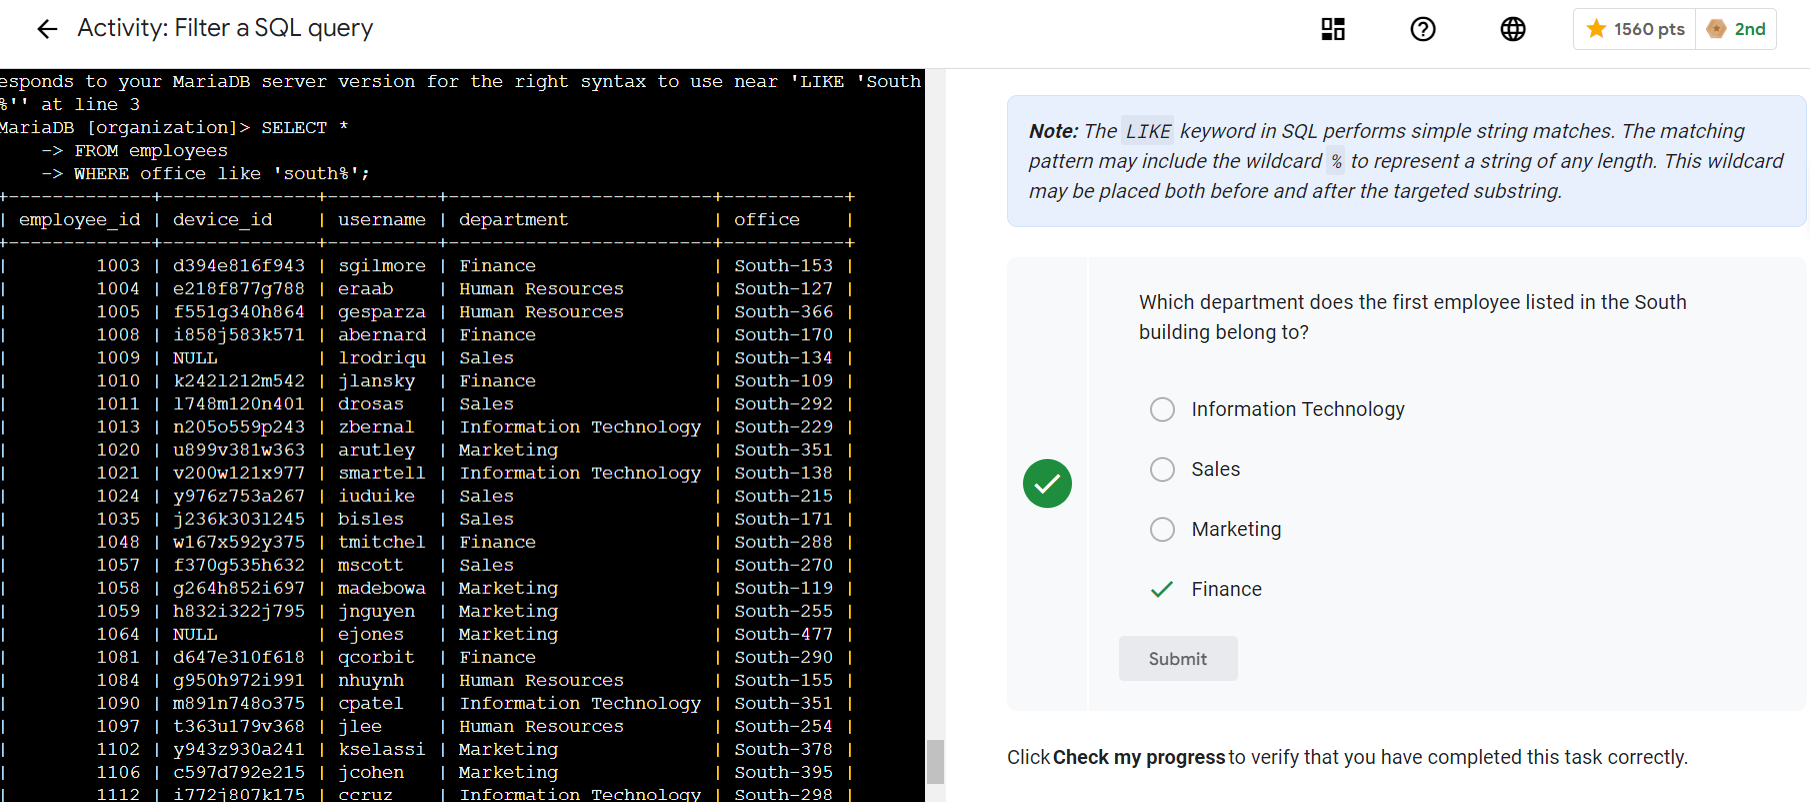 Activity: Filter a SQL query
1560 pts
2nd
esponds to your MariaDB server version for the right syntax to use near 'LIKE 'South
%'' at line 3
MariaDB [organization]> SELECT *
-> FROM employees
-> WHERE office like 'south%';
+-------------+--------------+----------+------------------------+-----------+
| employee_id | device_id | username | department | office |
+-------------+--------------+----------+------------------------+-----------+
| 1003 | d394e816f943 | sgilmore | Finance | South-153 |
| 1004 | e218f877g788 | eraab | Human Resources | South-127 |
| 1005 | f551g340h864 | gesparza | Human Resources | South-366 |
| 1008 | i858j583k571 | abernard | Finance | South-170 |
| 1009 | NULL | lrodriqu | Sales | South-134 |
| 1010 | k242l212m542 | jlansky | Finance | South-109 |
| 1011 | l748m120n401 | drosas | Sales | South-292 |
| 1013 | n205o559p243 | zbernal | Information Technology | South-229 |
| 1020 | u899v381w363 | arutley | Marketing | South-351 |
| 1021 | v200w121x977 | smartell | Information Technology | South-138 |
| 1024 | y976z753a267 | iuduike | Sales | South-215 |
| 1035 | j236k303l245 | bisles | Sales | South-171 |
| 1048 | w167x592y375 | tmitchel | Finance | South-288 |
| 1057 | f370g535h632 | mscott | Sales | South-270 |
| 1058 | g264h852i697 | madebowa | Marketing | South-119 |
| 1059 | h832i322j795 | jnguyen | Marketing | South-255 |
| 1064 | NULL | ejones | Marketing | South-477 |
| 1081 | d647e310f618 | qcorbit | Finance | South-290 |
| 1084 | g950h972i991 | nhuynh | Human Resources | South-155 |
| 1090 | m891n748o375 | cpatel | Information Technology | South-351 |
| 1097 | t363u179v368 | jlee | Human Resources | South-254 |
| 1102 | y943z930a241 | kselassi | Marketing | South-378 |
| 1106 | c597d792e215 | jcohen | Marketing | South-395 |
| 1112 | i772j807k175 | ccruz | Information Technology | South-298 |
Note: The LIKE keyword in SQL performs simple string matches. The matching
pattern may include the wildcard % to represent a string of any length. This wildcard
may be placed both before and after the targeted substring.
Which department does the first employee listed in the South
building belong to?
Information Technology
Sales
Marketing
Finance
Submit
Click Check my progress to verify that you have completed this task correctly.